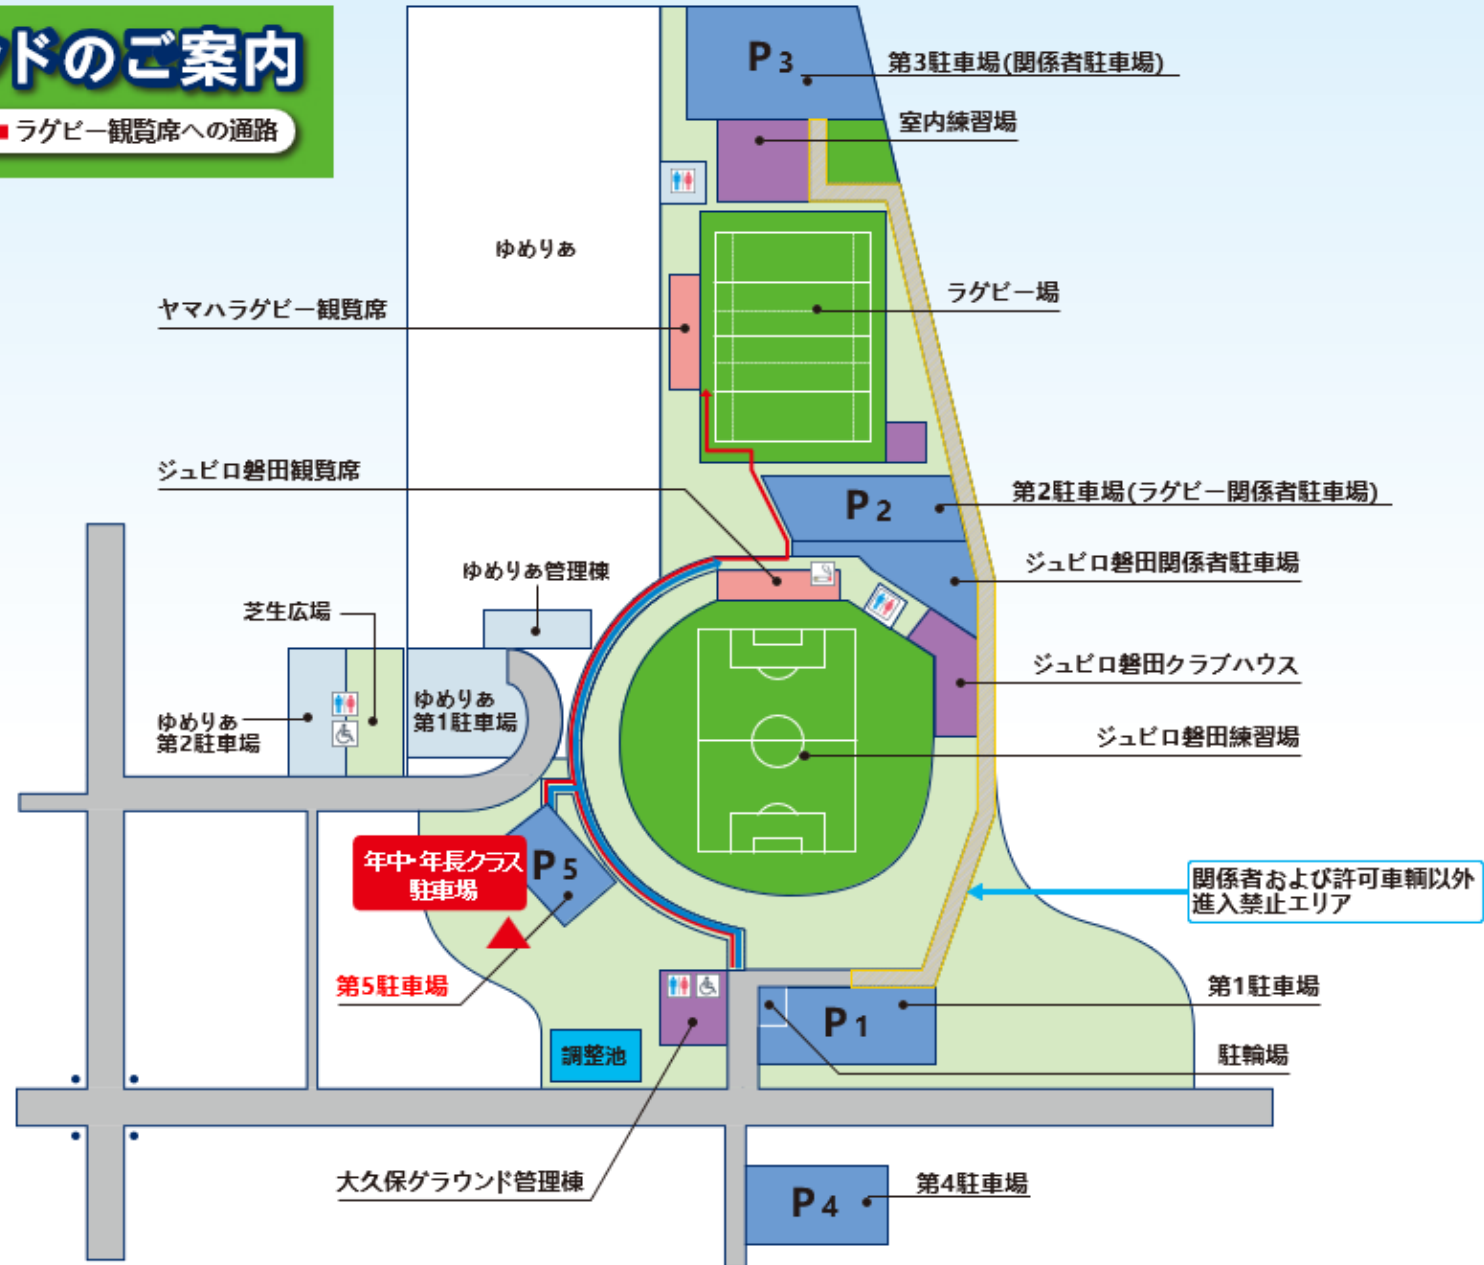 ドのご案内
ラグビー観覧席への通路
P3
第3駐車場(関係者駐車場)
室内練習場
ゆめりあ
ヤマハラグビー観覧席
ラグビー場
ジュビロ磐田観覧席
P2
第2駐車場(ラグビー関係者駐車場)
ジュビロ磐田関係者駐車場
ゆめりあ管理棟
芝生広場
ジュビロ磐田クラブハウス
ゆめりあ
第1駐車場
ゆめりあ
第2駐車場
ジュビロ磐田練習場
年中・年長クラス
駐車場
P5
関係者および許可車輌以外
進入禁止エリア
第5駐車場
第1駐車場
P1
調整池
駐輪場
大久保グラウンド管理棟
第4駐車場
P4